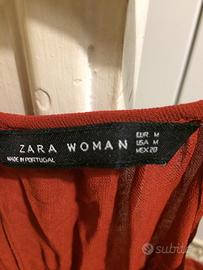 ZARA WOMAN
MADE IN PORTUGAL
EUR M
USA M
MEX 28
subito